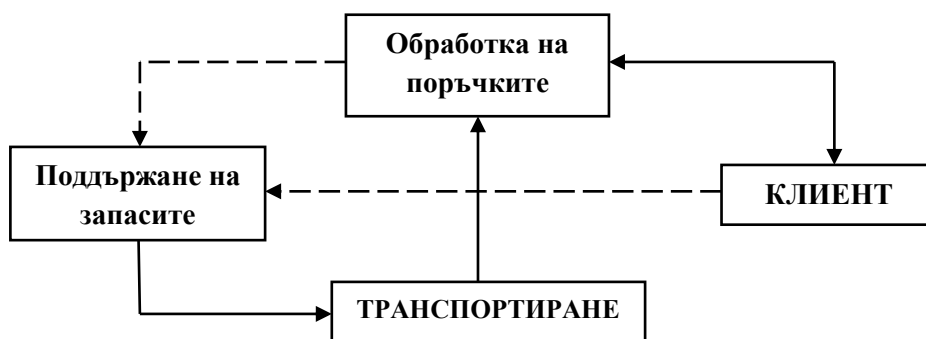 Обработка на
поръчките
Поддържане на
запасите
КЛИЕНТ
ТРАНСПОРТИРАНЕ